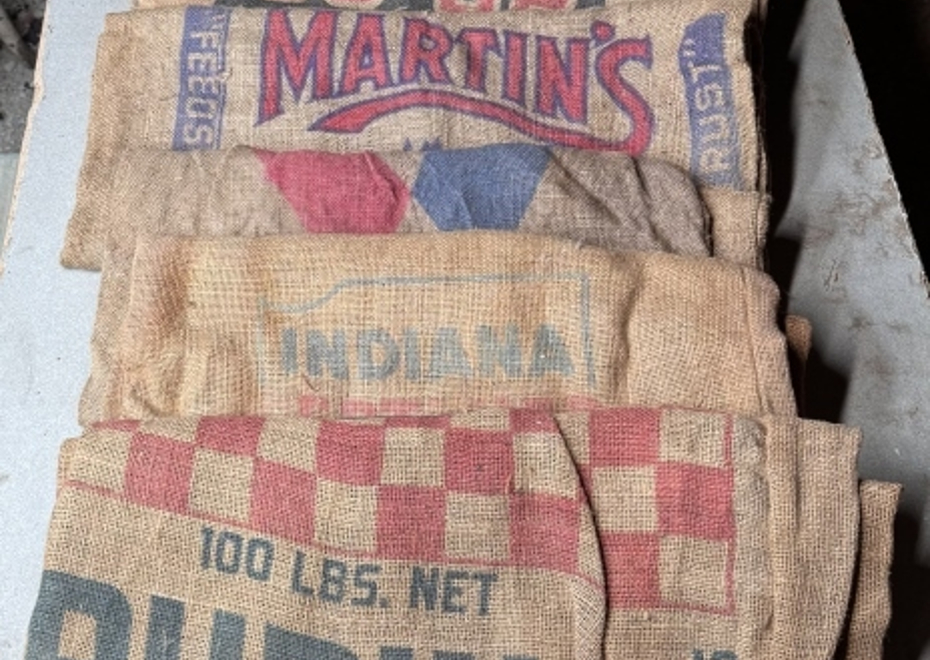 "FEEDS
MARTIN'S
RUST"
INDIANA
100 LBS. NET